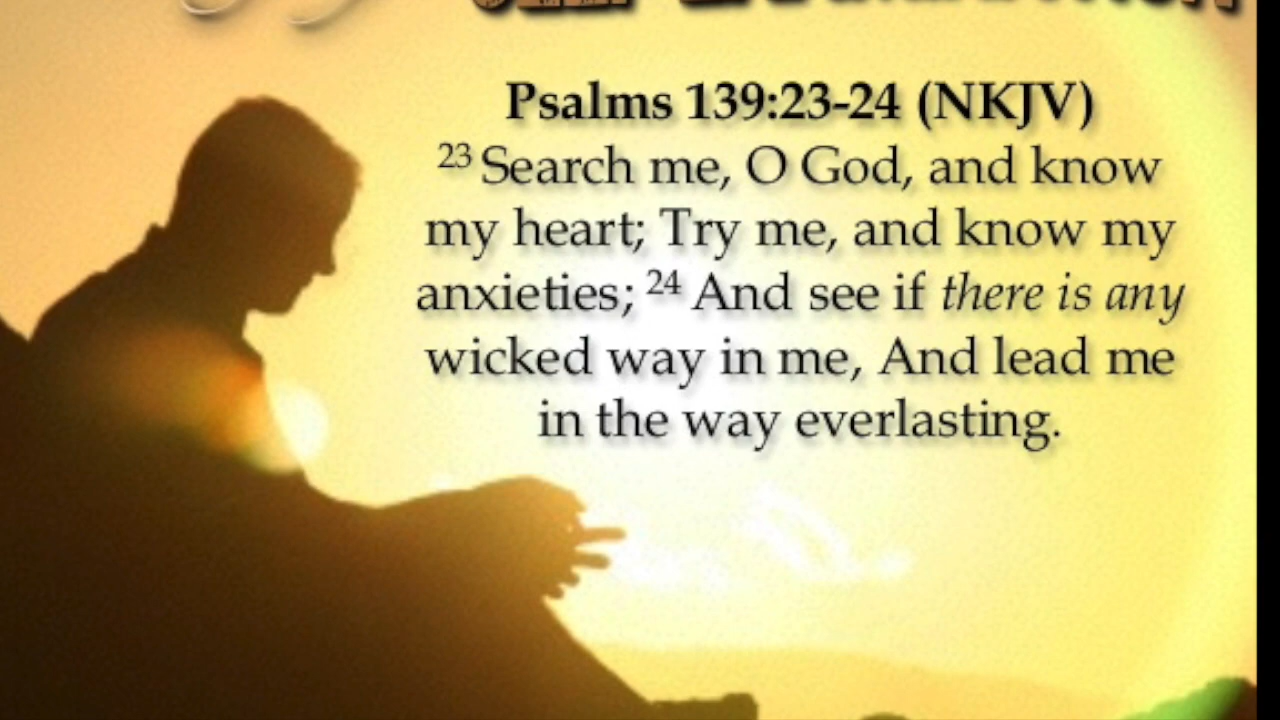 Psalms 139:23-24 (NKJV)
23 Search me, O God, and know
my heart; Try me, and know my
anxieties; 24 And see if there is any
wicked way in me, And lead me
in the way everlasting.